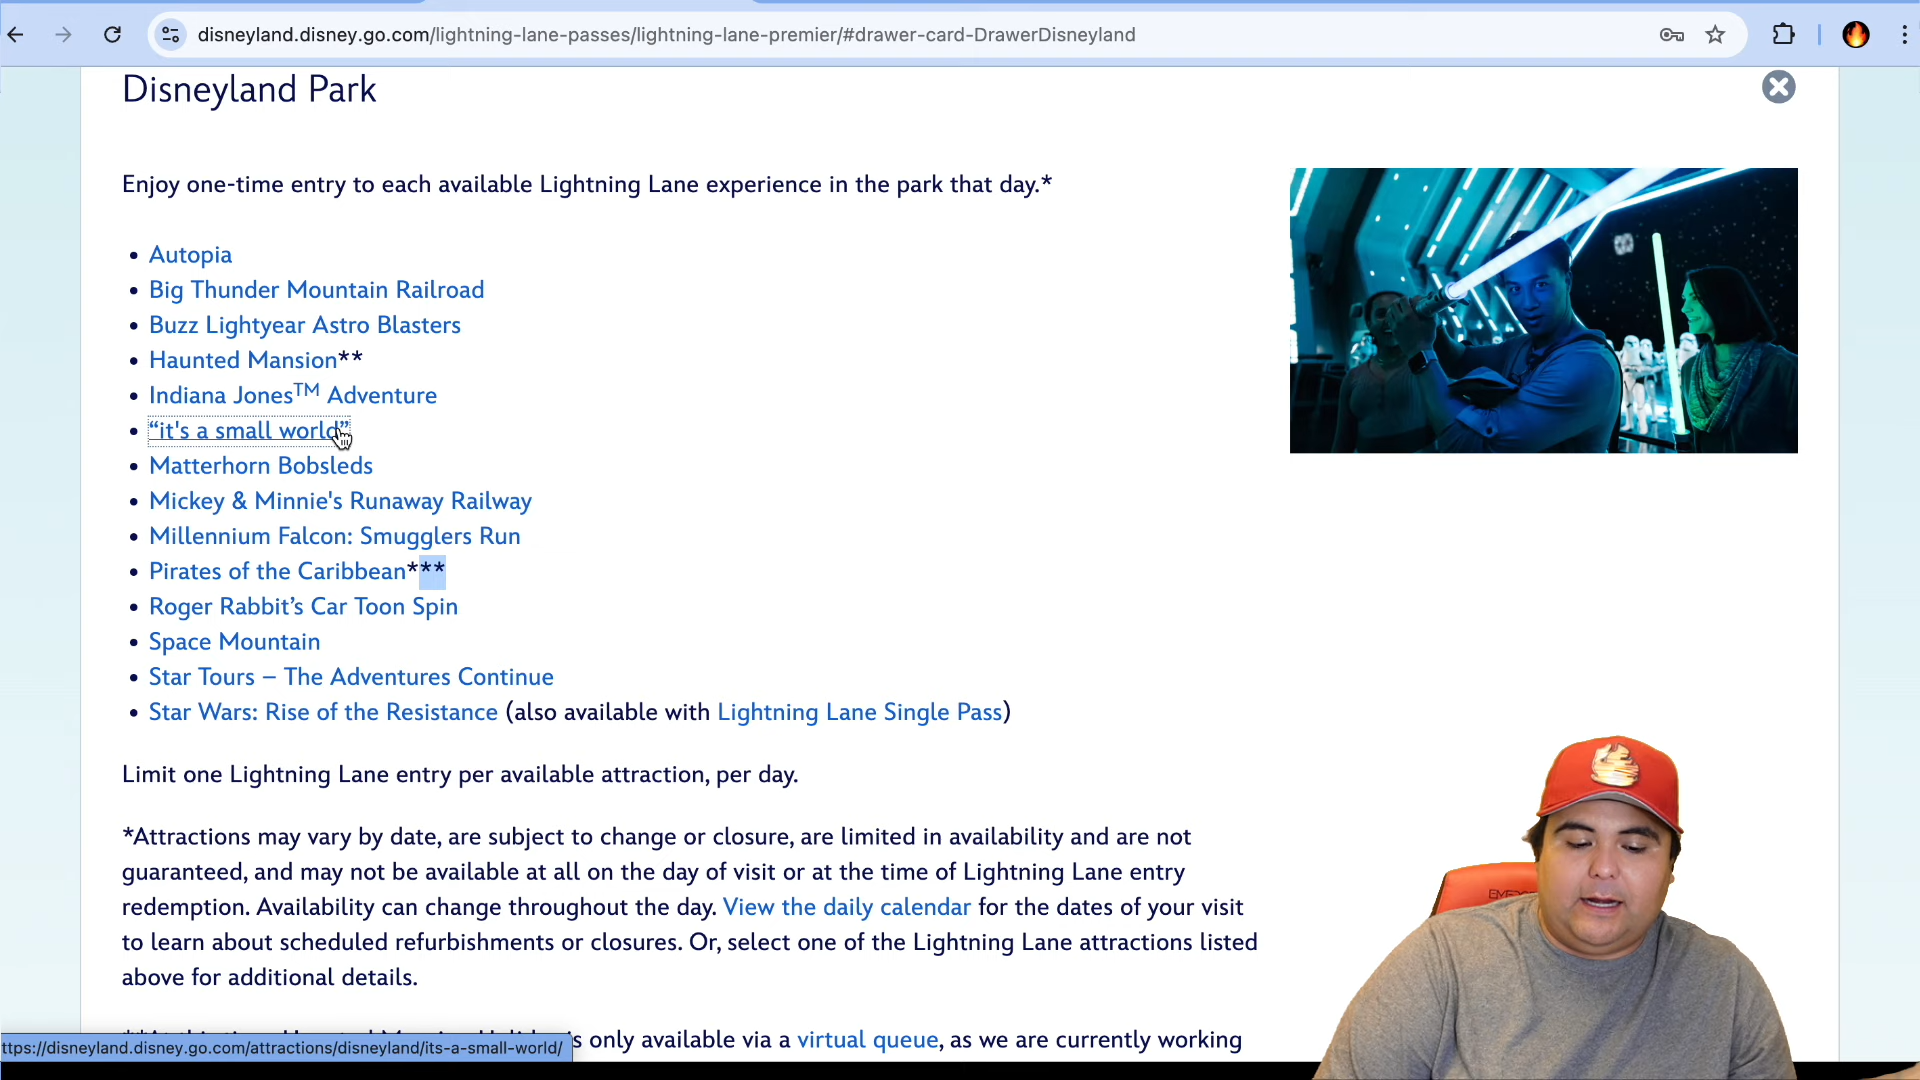 disneyland.disney.go.com/lightning-lane-passes/lightning-lane-premier/#drawer-card-DrawerDisneyland
Disneyland Park
Enjoy one-time entry to each available Lightning Lane experience in the park that day.*
• Autopia
• Big Thunder Mountain Railroad
• Buzz Lightyear Astro Blasters
• Haunted Mansion**
• Indiana Jones™ Adventure
• “it's a small world”
• Matterhorn Bobsleds
• Mickey & Minnie's Runaway Railway
• Millennium Falcon: Smugglers Run
• Pirates of the Caribbean***
• Roger Rabbit’s Car Toon Spin
• Space Mountain
• Star Tours – The Adventures Continue
• Star Wars: Rise of the Resistance (also available with Lightning Lane Single Pass)
Limit one Lightning Lane entry per available attraction, per day.
*Attractions may vary by date, are subject to change or closure, are limited in availability and are not
guaranteed, and may not be available at all on the day of visit or at the time of Lightning Lane entry
redemption. Availability can change throughout the day. View the daily calendar for the dates of your visit
to learn about scheduled refurbishments or closures. Or, select one of the Lightning Lane attractions listed
above for additional details.
s only available via a virtual queue, as we are currently working
ttps://disneyland.disney.go.com/attractions/disneyland/its-a-small-world/